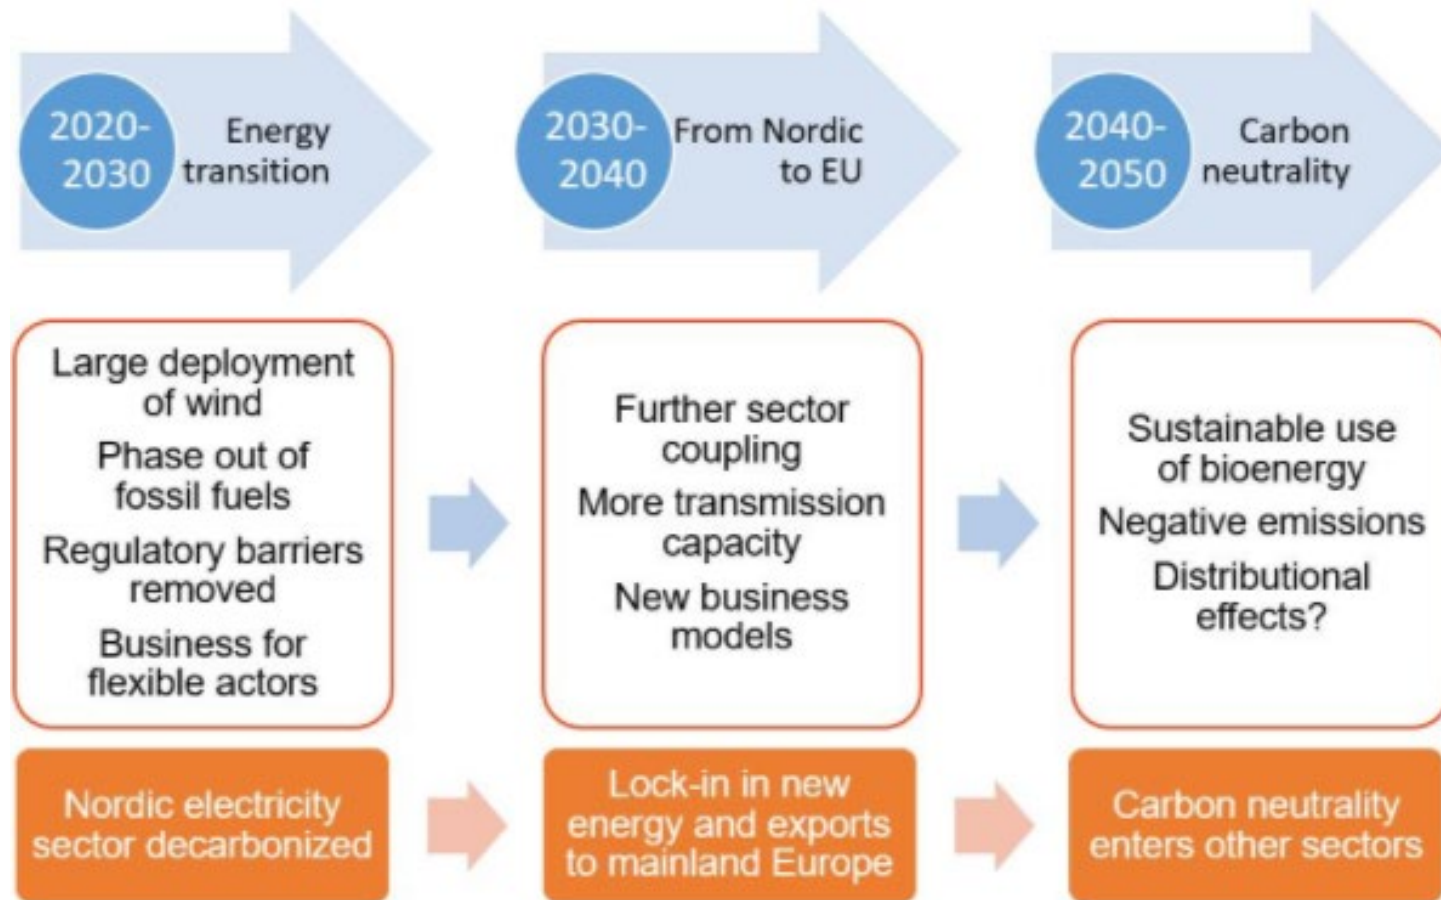 2020-
2030
Energy
transition
2030-
2040
From Nordic
to EU
2040-
2050
Carbon
neutrality
Large deployment
of wind
Phase out of
fossil fuels
Regulatory barriers
removed
Business for
flexible actors
Further sector
coupling
More transmission
capacity
New business
models
Sustainable use
of bioenergy
Negative emissions
Distributional
effects?
Nordic electricity
sector decarbonized
Lock-in in new
energy and exports
to mainland Europe
Carbon neutrality
enters other sectors